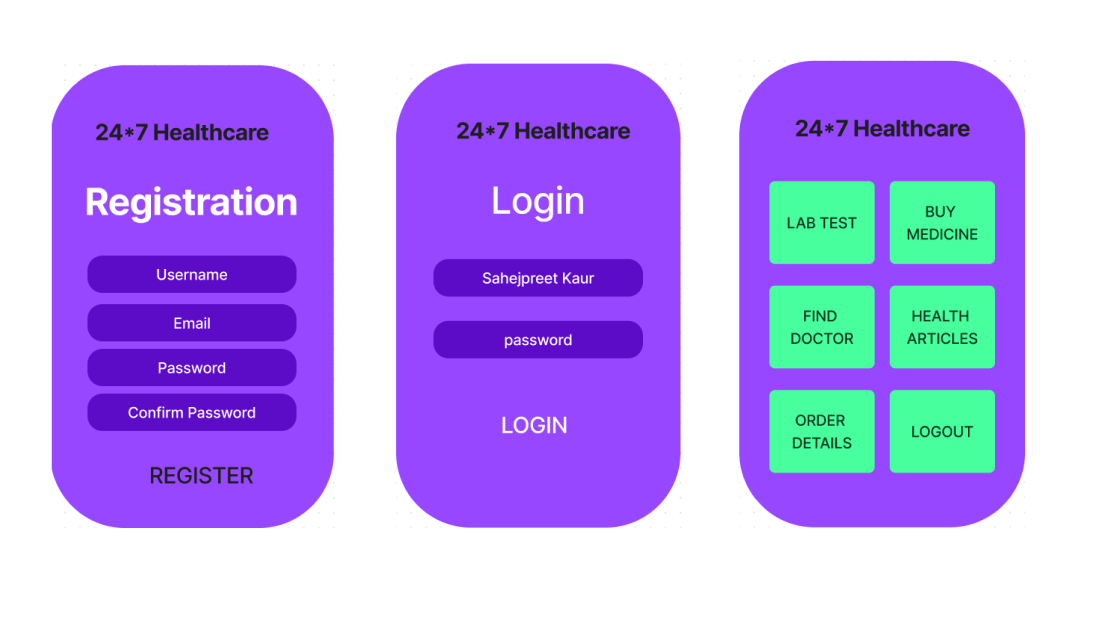 24*7 Healthcare
Registration
Username
Email
Password
Confirm Password
REGISTER
24*7 Healthcare
Login
Sahejpreet Kaur
password
LOGIN
24*7 Healthcare
LAB TEST
BUY
MEDICINE
FIND
DOCTOR
HEALTH
ARTICLES
ORDER
DETAILS
LOGOUT